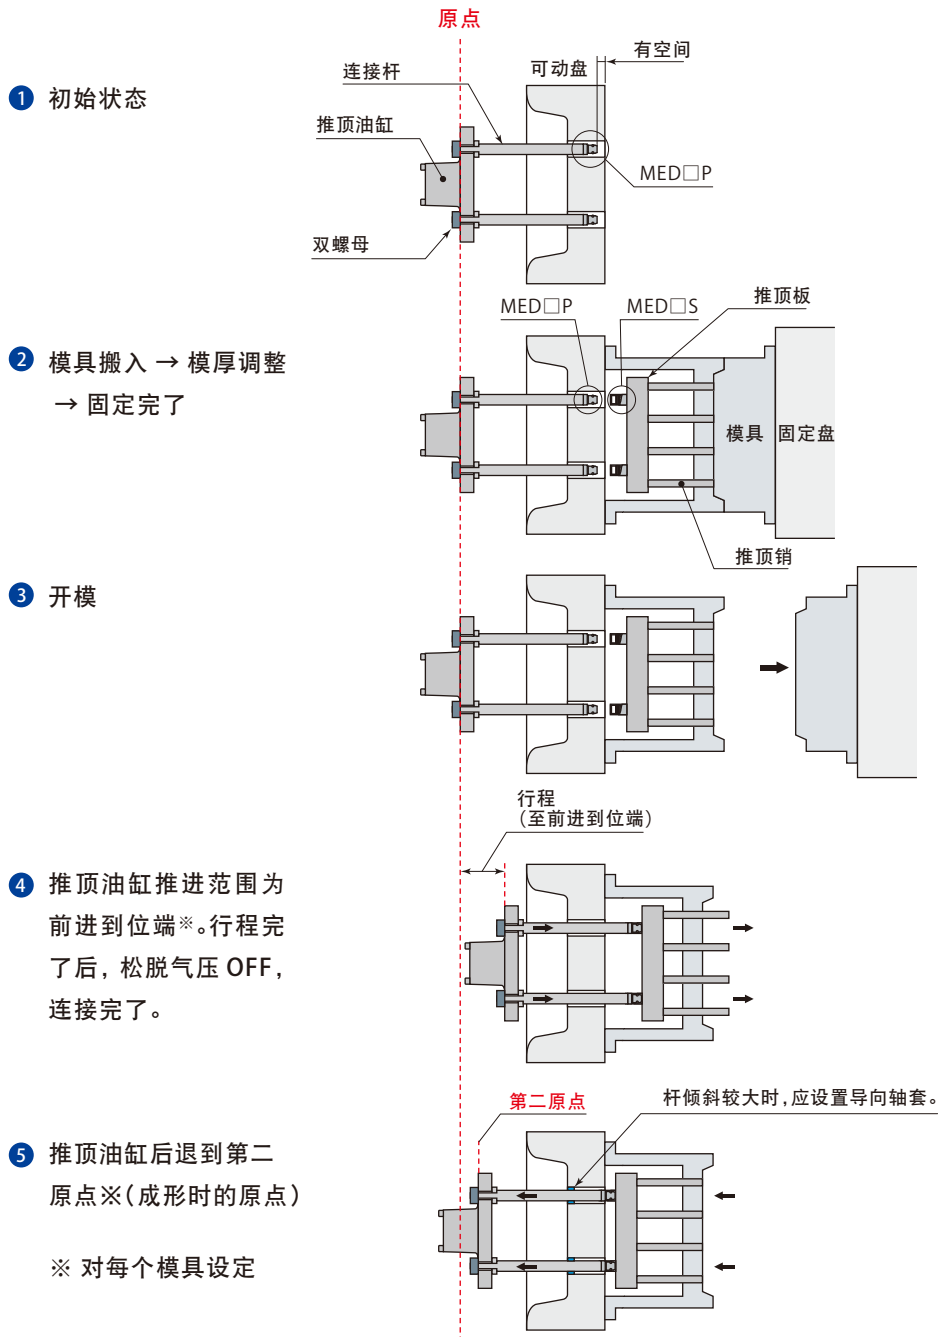 原点
1 初始状态
连接杆
推顶油缸
双螺母
可动盘
有空间
MED□P
2 模具搬入 → 模厚调整
→ 固定完了
MED□P
MED□S
推顶板
模具
固定盘
推顶销
3 开模
行程
（至前进到位端）
4 推顶油缸推进范围为
前进到位端※。行程完
了后，松脱气压 OFF，
连接完了。
第二原点
杆倾斜较大时，应设置导向轴套。
5 推顶油缸后退到第二
原点※（成形时的原点）
※ 对每个模具设定